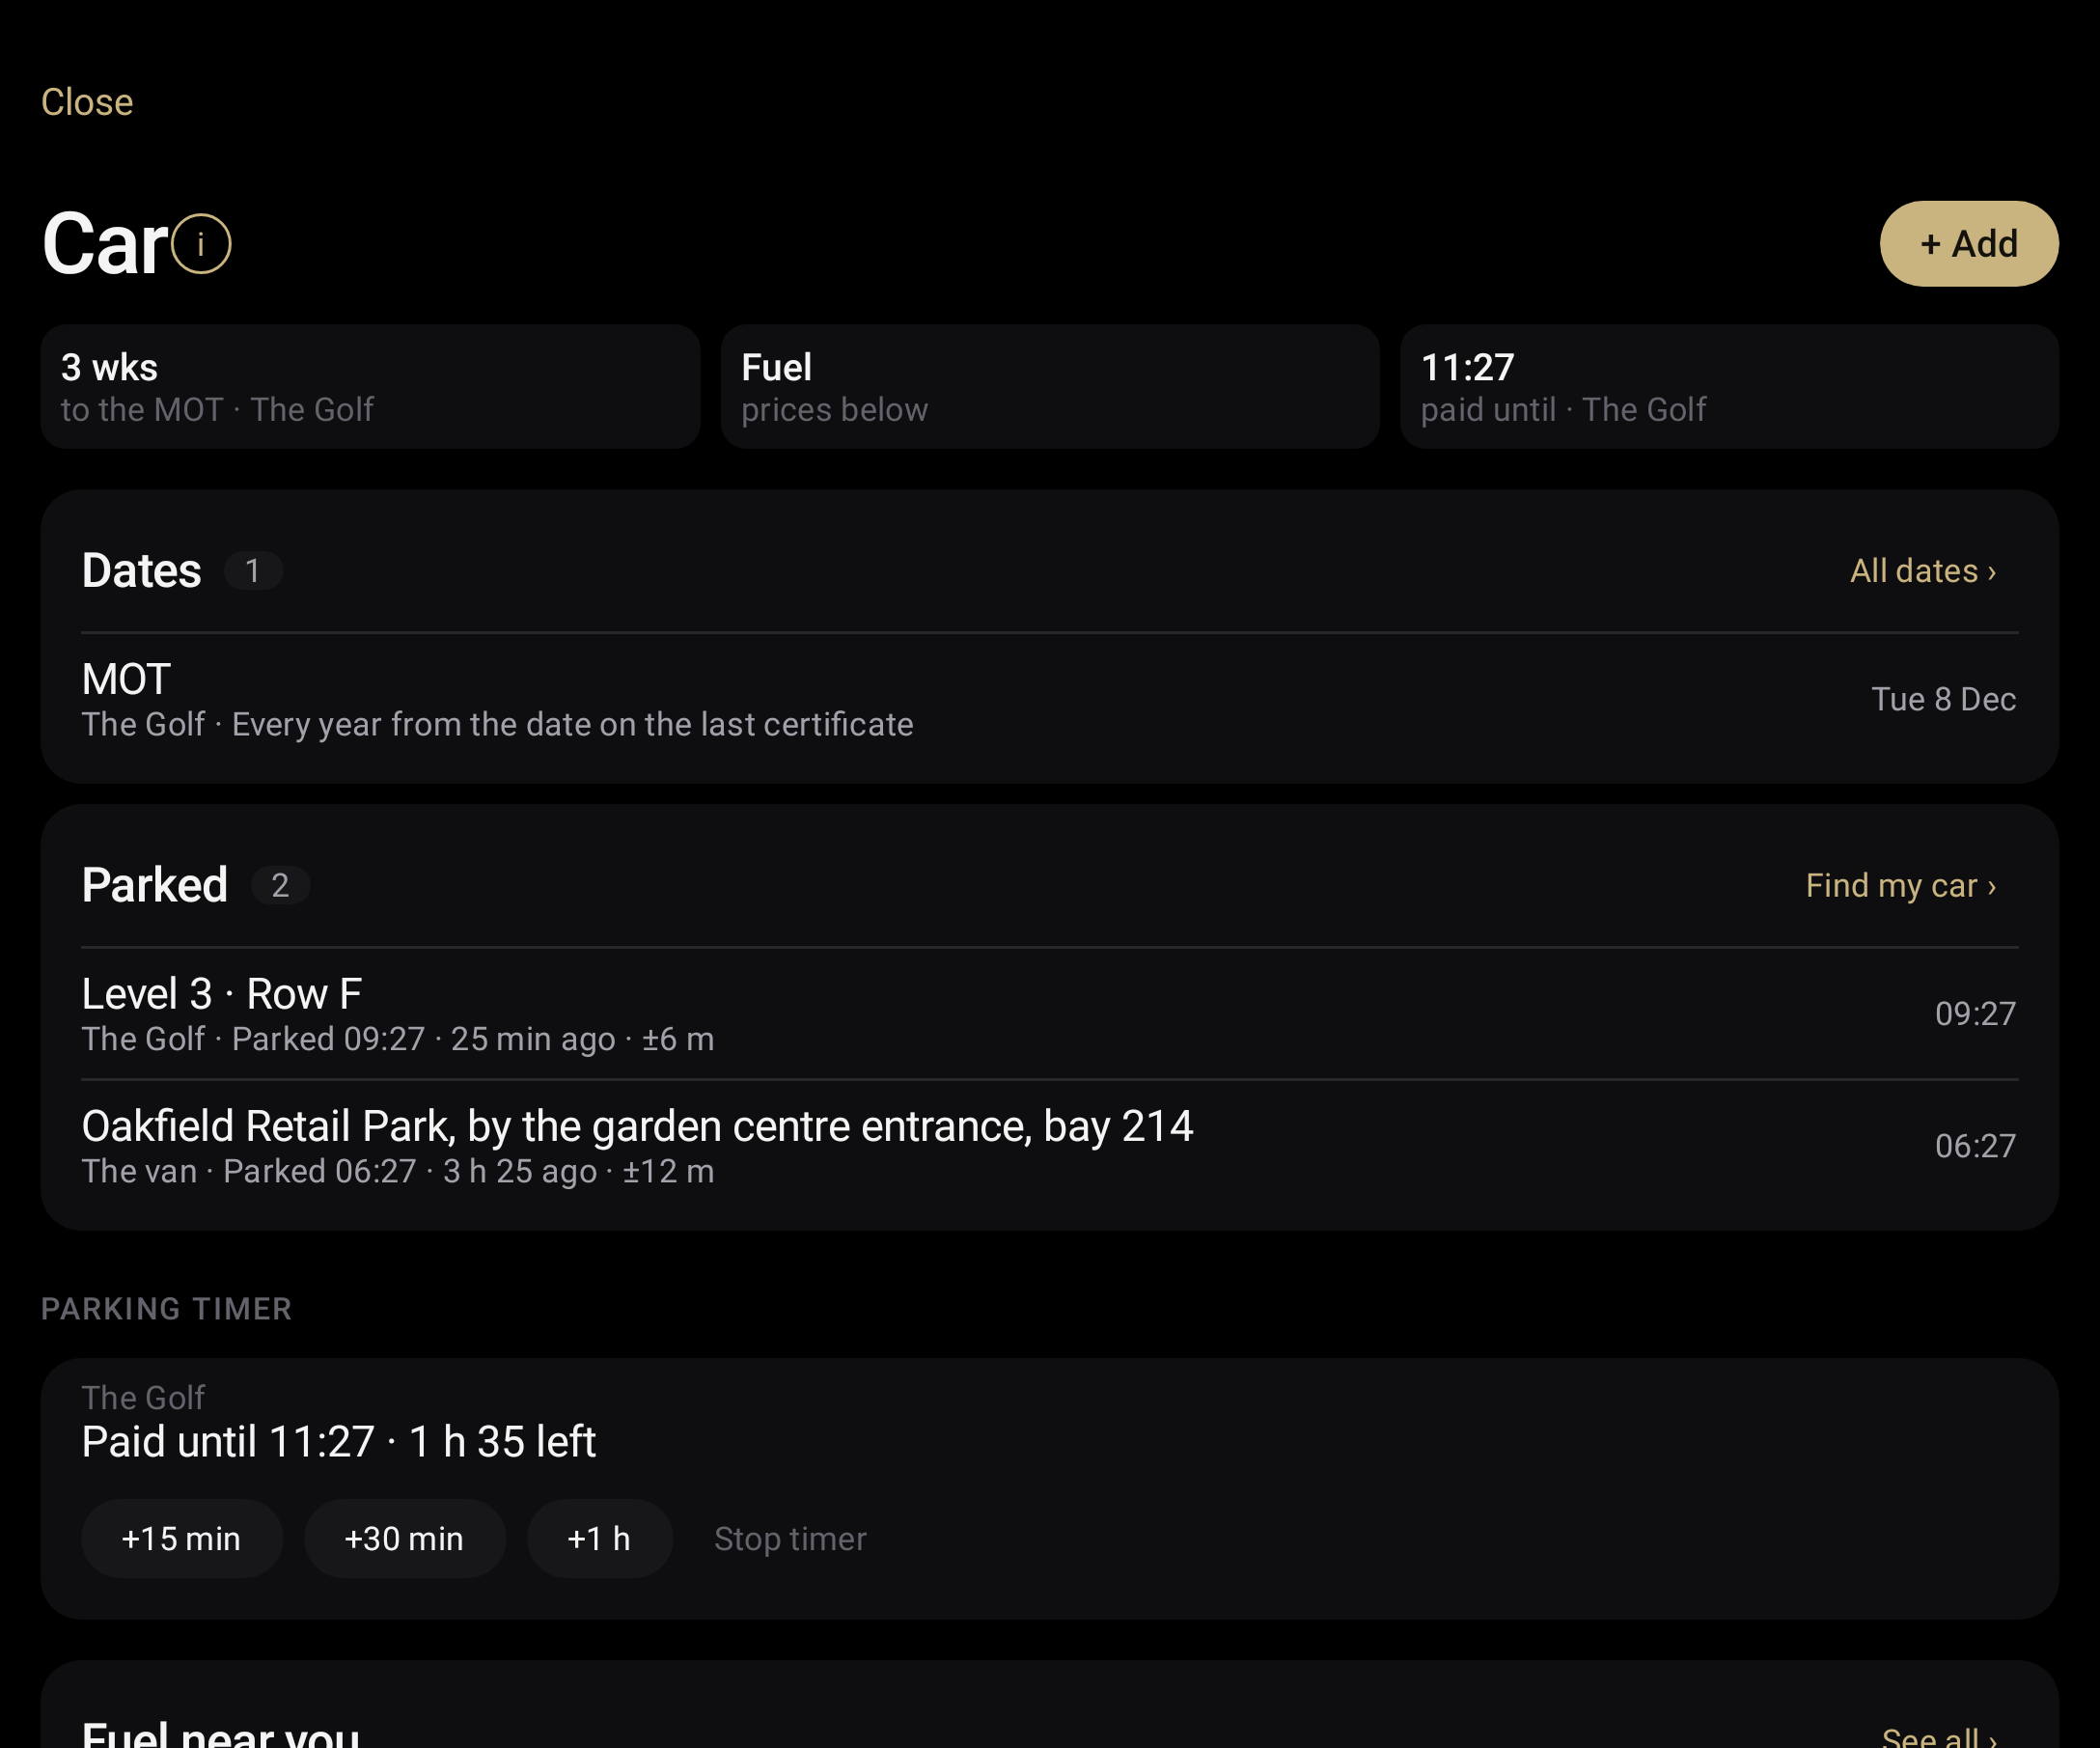 Close
Car i
+ Add
3 wks
to the MOT · The Golf
Fuel
prices below
11:27
paid until · The Golf
Dates 1
All dates ›
MOT
The Golf · Every year from the date on the last certificate
Tue 8 Dec
Parked 2
Find my car ›
Level 3 · Row F
The Golf · Parked 09:27 · 25 min ago · ±6 m
09:27
Oakfield Retail Park, by the garden centre entrance, bay 214
The van · Parked 06:27 · 3 h 25 ago · ±12 m
06:27
PARKING TIMER
The Golf
Paid until 11:27 · 1 h 35 left
+15 min
+30 min
+1 h
Stop timer
Fuel near you
See all ›